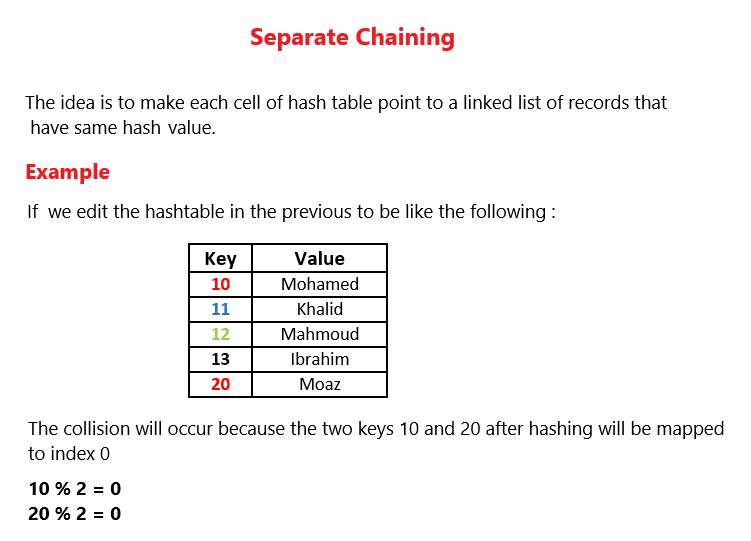 Separate Chaining
The idea is to make each cell of hash table point to a linked list of records that
have same hash value.
Example
If we edit the hashtable in the previous to be like the following :
Key Value
10 Mohamed
11 Khalid
12 Mahmoud
13 Ibrahim
20 Moaz
The collision will occur because the two keys 10 and 20 after hashing will be mapped
to index 0
10 % 2 = 0
20 % 2 = 0